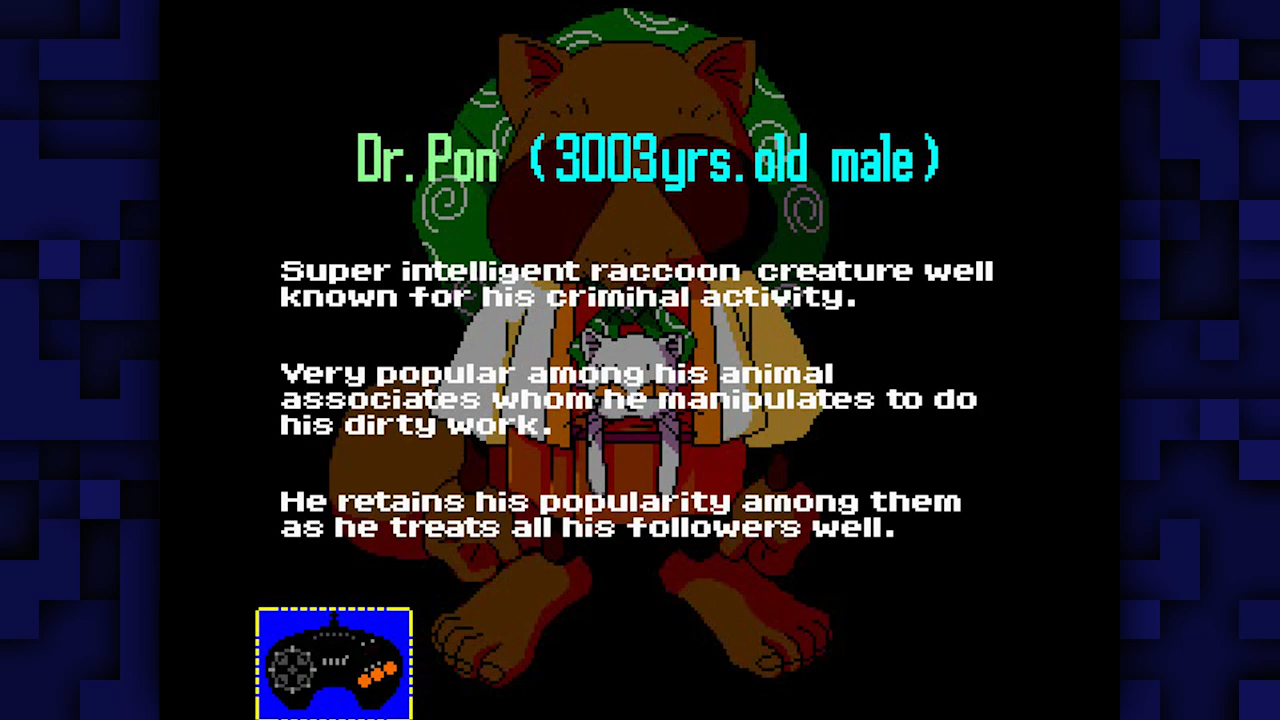 Dr. Pon (3003yrs. old male)
Super intelligent raccoon creature well
known for his criminal activity.
Very popular among his animal
associates whom he manipulates to do
his dirty work.
He retains his popularity among them
as he treats all his followers well.